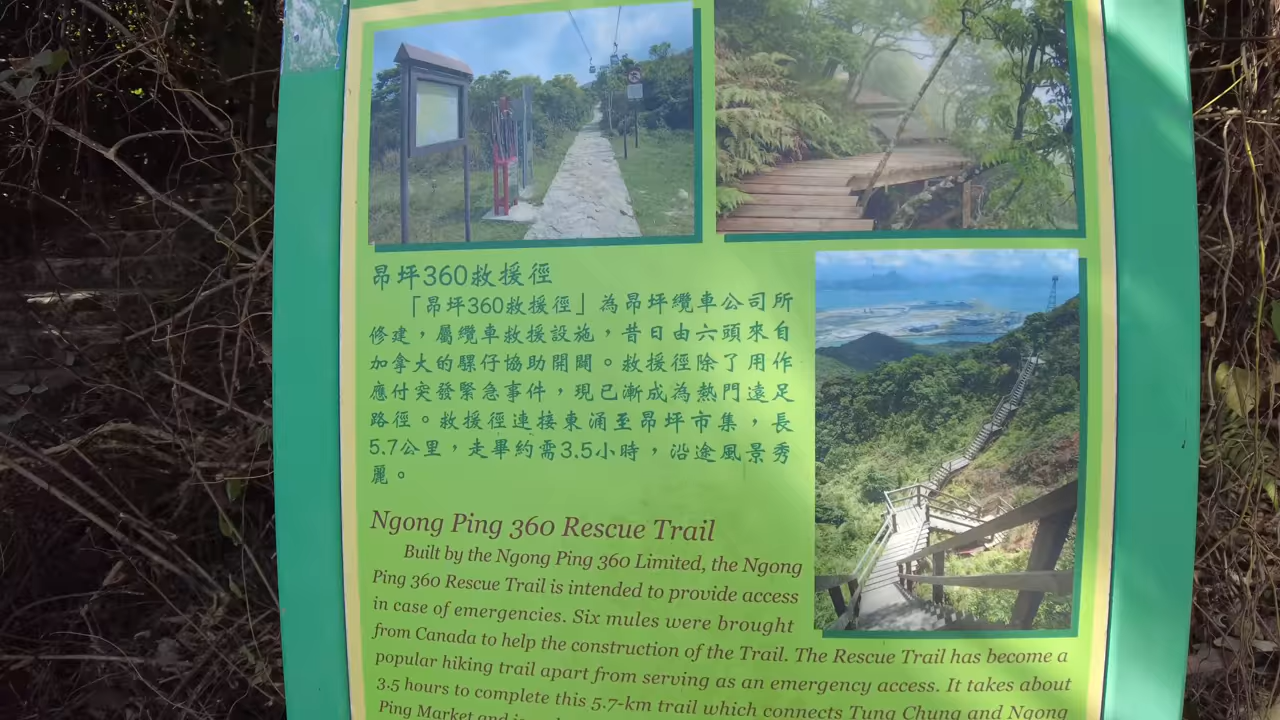 昂坪360救援徑
「昂坪360救援徑」為昂坪纜車公司所
修建，屬纜車救援設施，昔日由六頭來自
加拿大的騾仔協助開闢。救援徑除了用作
應付突發緊急事件，現已漸成為熱門遠足
路徑。救援徑連接東涌至昂坪市集，長
5.7公里，走畢約需3.5小時，沿途風景秀
麗。
Ngong Ping 360 Rescue Trail
Built by the Ngong Ping 360 Limited, the Ngong
Ping 360 Rescue Trail is intended to provide access
in case of emergencies. Six mules were brought
from Canada to help the construction of the Trail. The Rescue Trail has become a
popular hiking trail apart from serving as an emergency access. It takes about
3.5 hours to complete this 5.7-km trail which connects Tung Chung and Ngong
Ping Market and